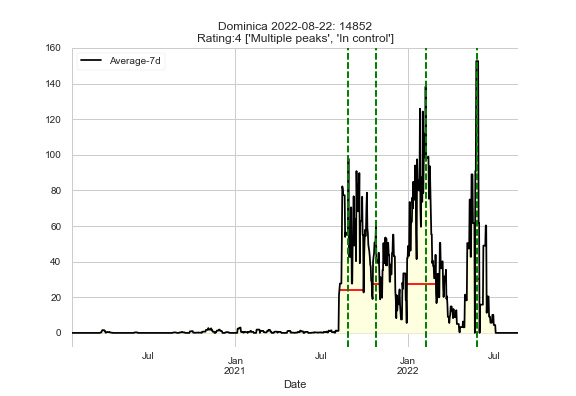 Dominica 2022-08-22: 14852
Rating:4 ['Multiple peaks', 'In control']
160
Average-7d
140
120
100
80
60
40
20
0
Jul
Jan
2021
Jul
Jan
2022
Jul
Date